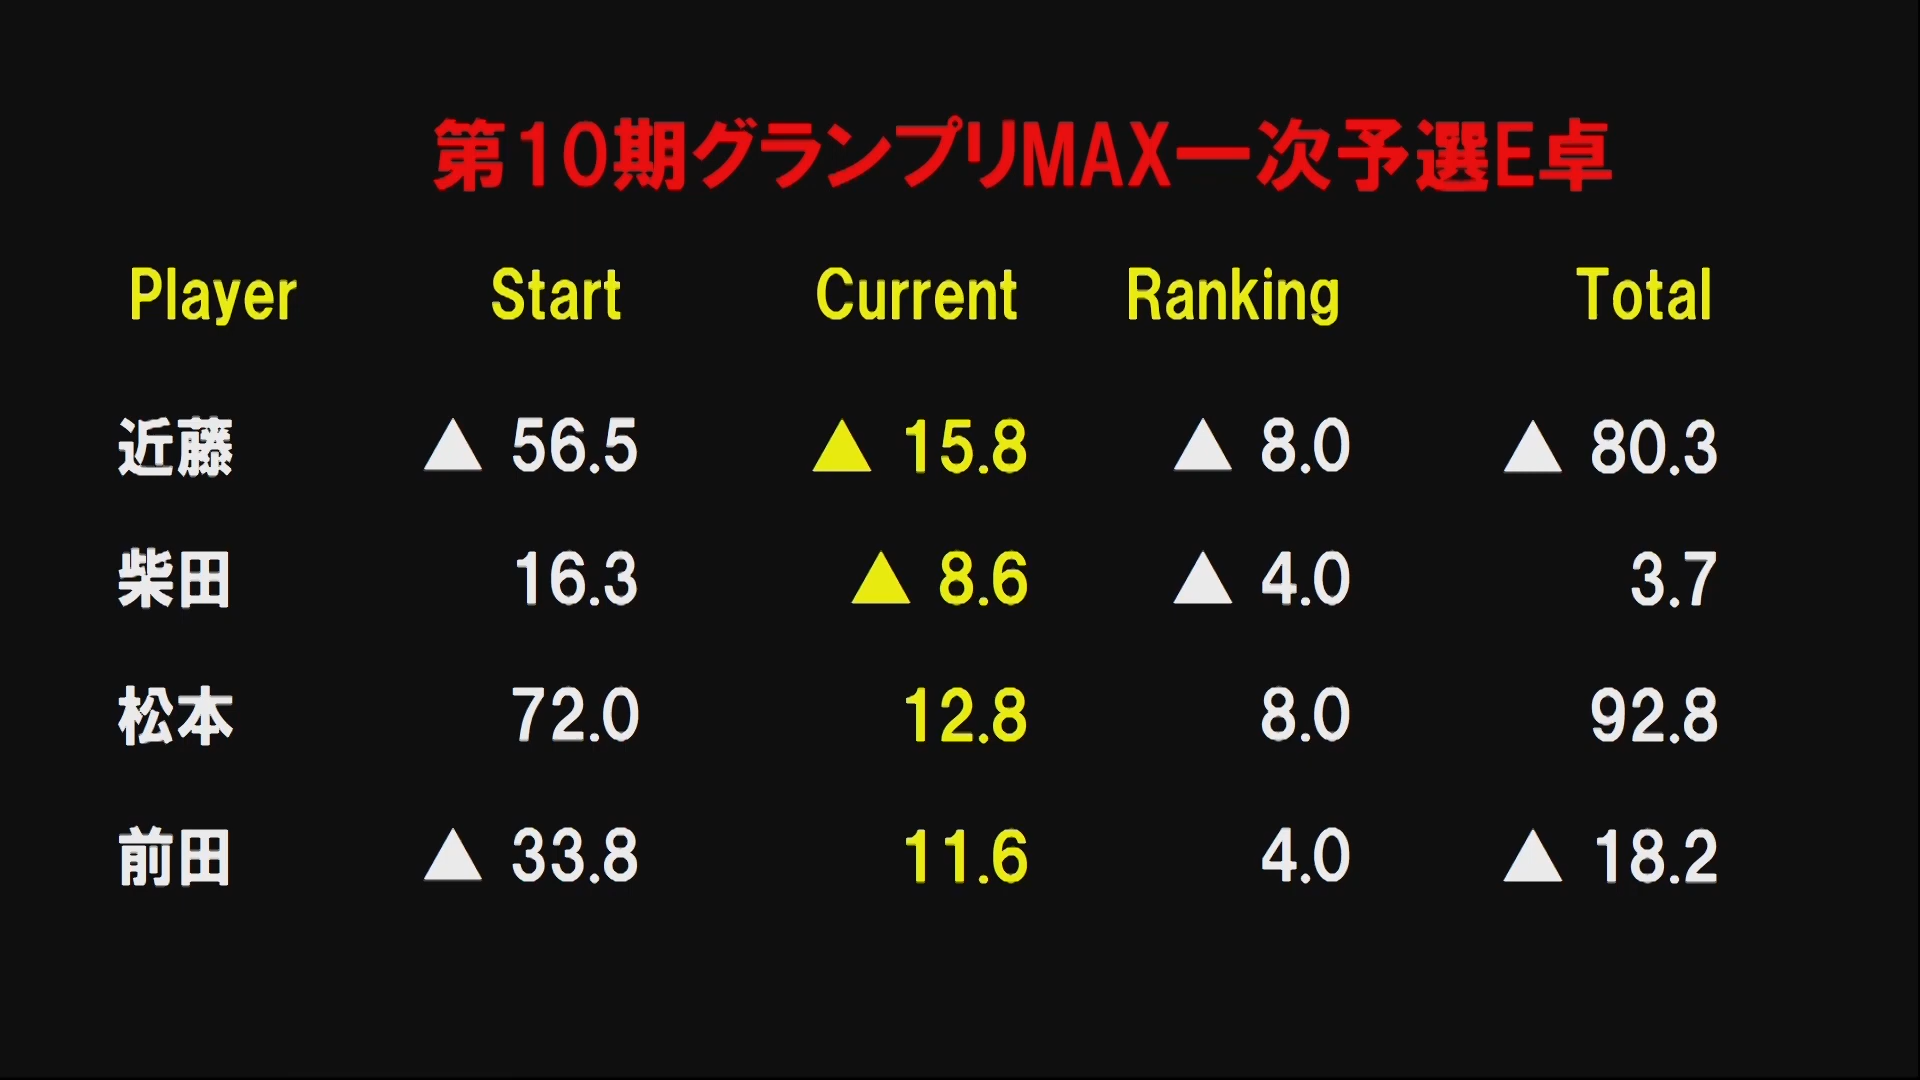 第10期グランプリMAX一次予選E卓
Player Start Current Ranking Total
近藤 ▲ 56.5 ▲ 15.8 ▲ 8.0 ▲ 80.3
柴田 16.3 ▲ 8.6 ▲ 4.0 3.7
松本 72.0 12.8 8.0 92.8
前田 ▲ 33.8 11.6 4.0 ▲ 18.2